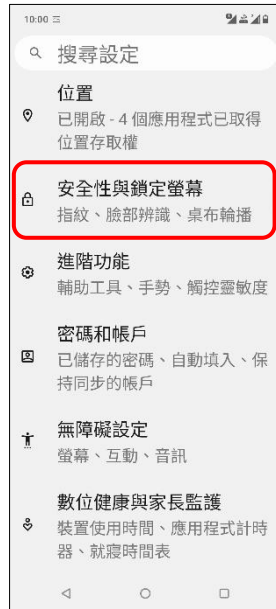 10:00
搜尋設定
位置
已開啟 - 4 個應用程式已取得
位置存取權
安全性與鎖定螢幕
指紋、臉部辨識、桌布輪播
進階功能
輔助工具、手勢、觸控靈敏度
密碼和帳戶
已儲存的密碼、自動填入、保
持同步的帳戶
無障礙設定
螢幕、互動、音訊
數位健康與家長監護
裝置使用時間、應用程式計時
器、就寢時間表